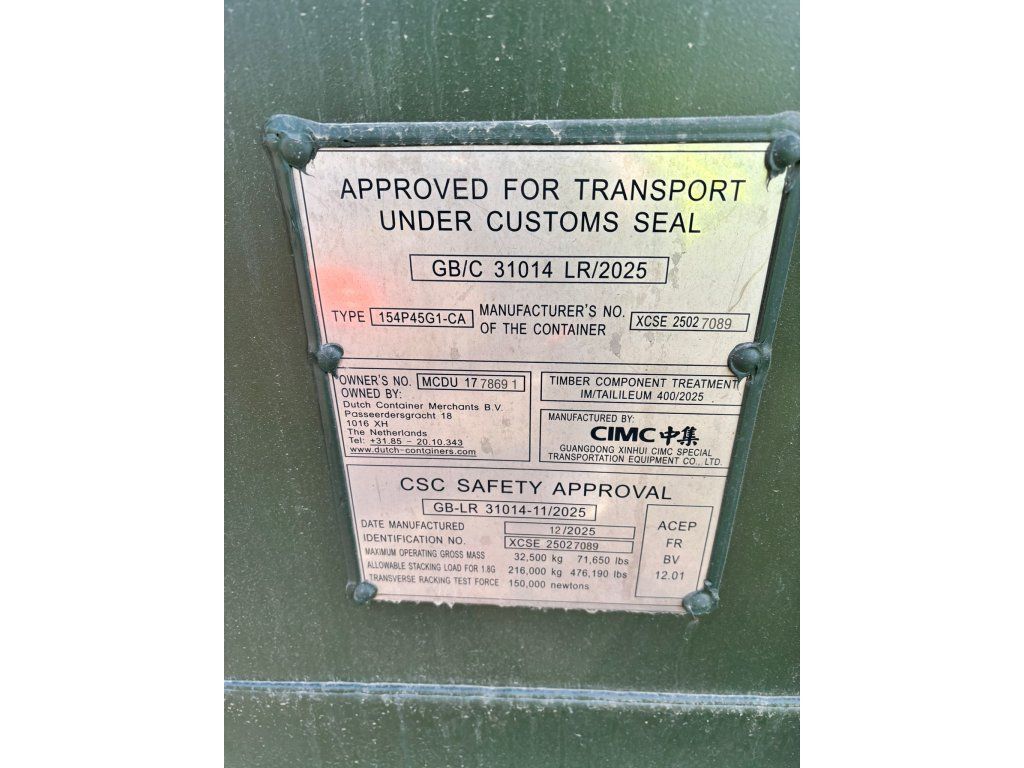 APPROVED FOR TRANSPORT
UNDER CUSTOMS SEAL
GB/C 31014 LR/2025
TYPE 154P45G1-CA
MANUFACTURER'S NO.
OF THE CONTAINER
XCSE 2502 7089
OWNER'S NO. MCDU 17 7869 1
OWNED BY:
Dutch Container Merchants B.V.
Passeerdersgracht 18
1016 XH
The Netherlands
Tel: +31.85 - 20.10.343
www.dutch-containers.com
TIMBER COMPONENT TREATMENT
IM/TAILILEUM 400/2025
MANUFACTURED BY:
CIMC 中集
GUANGDONG XINHUI CIMC SPECIAL
TRANSPORTATION EQUIPMENT CO., LTD.
CSC SAFETY APPROVAL
GB-LR 31014-11/2025
DATE MANUFACTURED 12/2025
IDENTIFICATION NO. XCSE 25027089
MAXIMUM OPERATING GROSS MASS 32,500 kg 71,650 lbs
ALLOWABLE STACKING LOAD FOR 1.8G 216,000 kg 476,190 lbs
TRANSVERSE RACKING TEST FORCE 150,000 newtons
ACEP
FR
BV
12.01